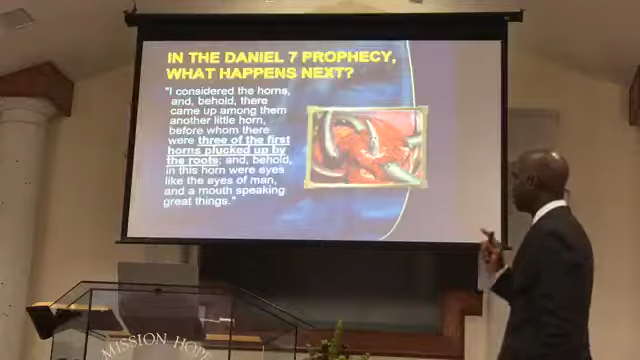 IN THE DANIEL 7 PROPHECY,
WHAT HAPPENS NEXT?
"I considered the horns,
and, behold, there
came up among them
another little horn,
before whom there
were three of the first
horns plucked up by
the roots: and, behold,
in this horn were eyes
like the eyes of man,
and a mouth speaking
great things."
MISSION HOPE